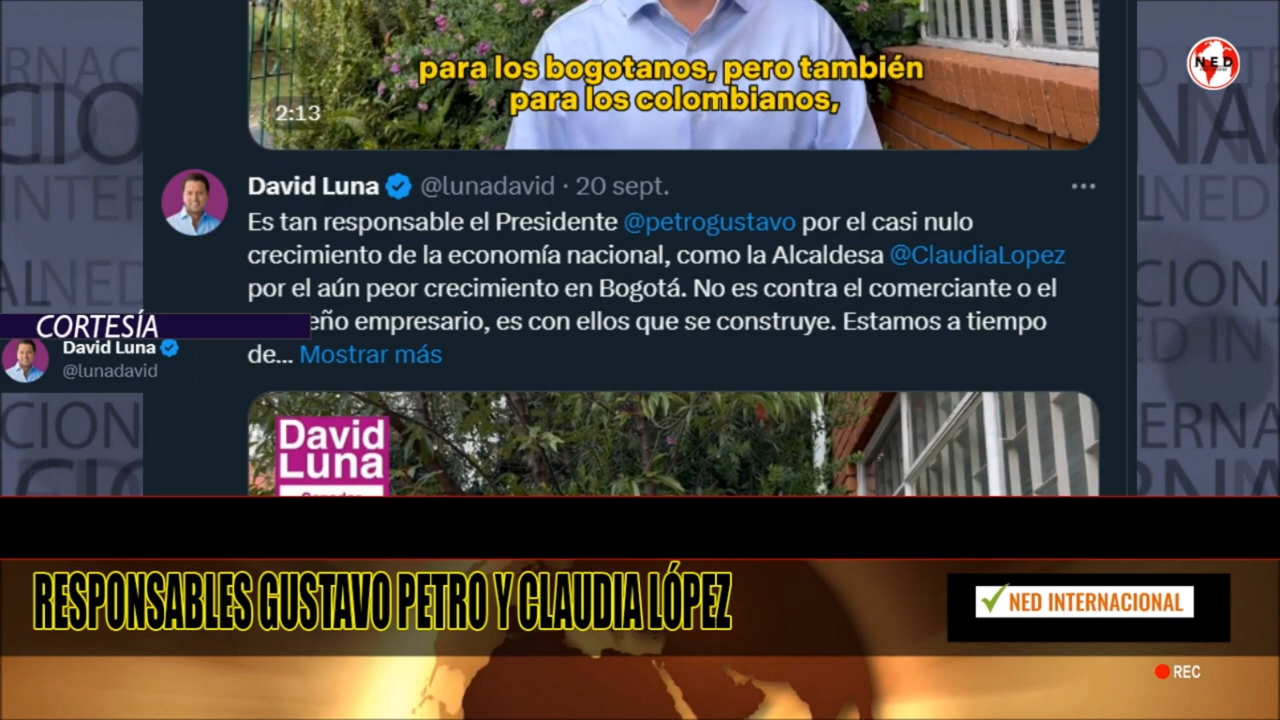 para los bogotanos, pero también
para los colombianos,
2:13
NED
David Luna @lunadavid · 20 sept.
Es tan responsable el Presidente @petrogustavo por el casi nulo
crecimiento de la economía nacional, como la Alcaldesa @ClaudiaLopez
por el aún peor crecimiento en Bogotá. No es contra el comerciante o el
eño empresario, es con ellos que se construye. Estamos a tiempo
de... Mostrar más
CORTESÍA
David Luna
@lunadavid
David
Luna
RESPONSABLES GUSTAVO PETRO Y CLAUDIA LÓPEZ
NED INTERNACIONAL
REC